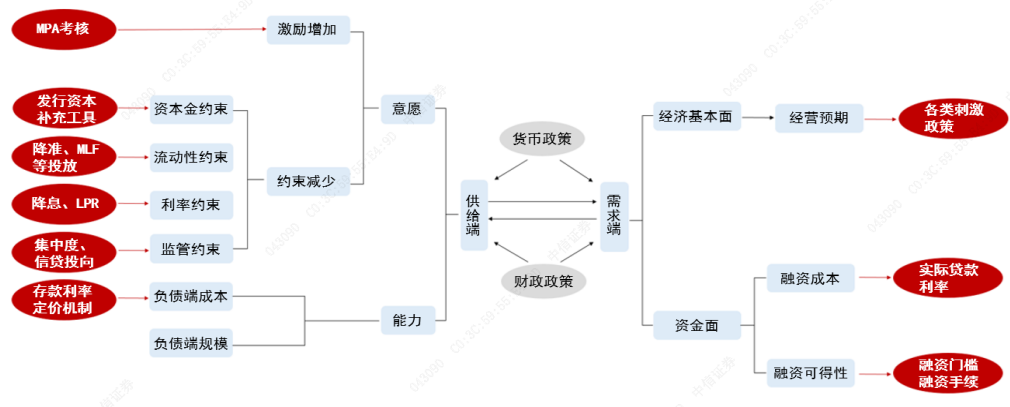 MPA考核
激励增加
发行资本
补充工具
资本金约束
降准、MLF
等投放
流动性约束
降息、LPR
利率约束
集中度、
信贷投向
监管约束
存款利率
定价机制
负债端成本
负债端规模
约束减少
意愿
能力
供给端
货币政策
财政政策
需求端
经济基本面
经营预期
各类刺激
政策
资金面
融资成本
实际贷款
利率
融资可得性
融资门槛
融资手续
中信证券